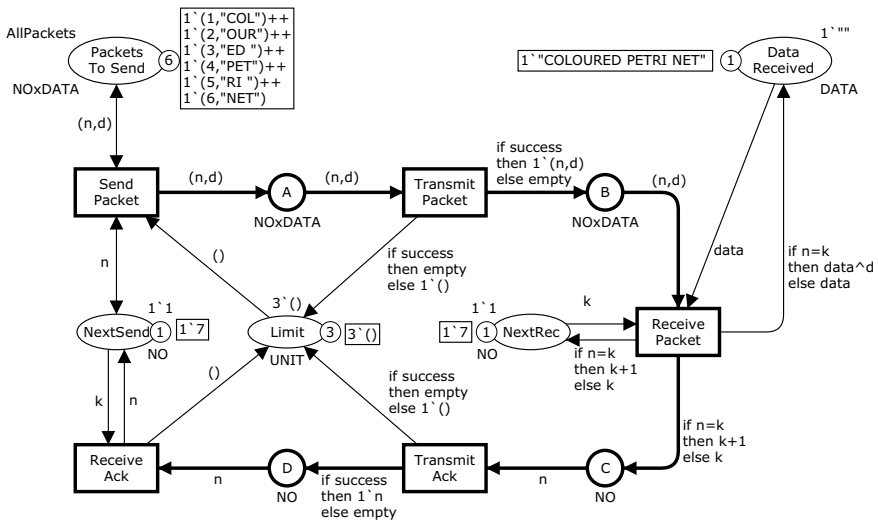 AllPackets
Packets
To Send
6
1`(1,"COL")++
1`(2,"OUR")++
1`(3,"ED ")++
1`(4,"PET")++
1`(5,"RI ")++
1`(6,"NET")
NOxDATA
1`""
1`"COLOURED PETRI NET"
1
Data
Received
DATA
(n,d)
Send
Packet
(n,d)
A
NOxDATA
(n,d)
Transmit
Packet
if success
then 1`(n,d)
else empty
B
NOxDATA
(n,d)
n
()
if success
then empty
else 1`()
data
if n=k
then data^d
else data
1`1
NextSend
1
1`7
NO
3`()
Limit
3
3`()
UNIT
1`1
1`7
1
NextRec
NO
k
if n=k
then k+1
else k
Receive
Packet
k
n
()
if success
then empty
else 1`()
if n=k
then k+1
else k
Receive
Ack
n
D
NO
if success
then 1`n
else empty
Transmit
Ack
n
C
NO